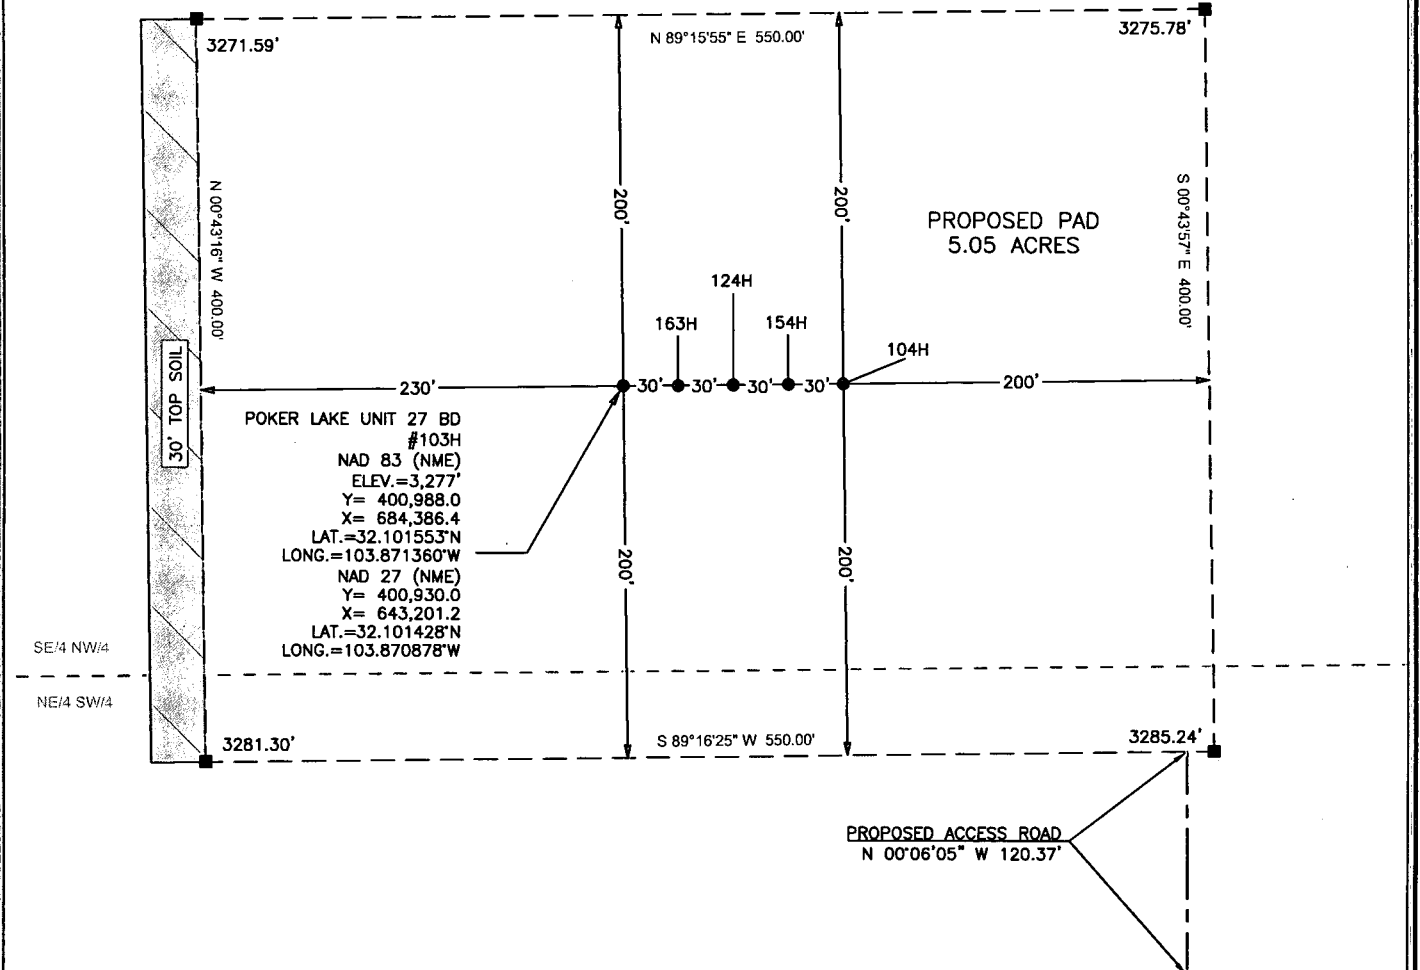 3271.59'
N 89°15'55" E 550.00'
3275.78'
N 00°43'16" W 400.00'
200'
200'
S 00°43'57" E 400.00'
PROPOSED PAD
5.05 ACRES
124H
163H
154H
104H
230'
30'
30'
30'
30'
200'
30' TOP SOIL
POKER LAKE UNIT 27 BD
#103H
NAD 83 (NME)
ELEV.=3,277'
Y= 400,988.0
X= 684,386.4
LAT.=32.101553°N
LONG.=103.871360°W
NAD 27 (NME)
Y= 400,930.0
X= 643,201.2
LAT.=32.101428°N
LONG.=103.870878°W
200'
200'
SE/4 NW/4
NE/4 SW/4
3281.30'
S 89°16'25" W 550.00'
3285.24'
PROPOSED ACCESS ROAD
N 00°06'05" W 120.37'